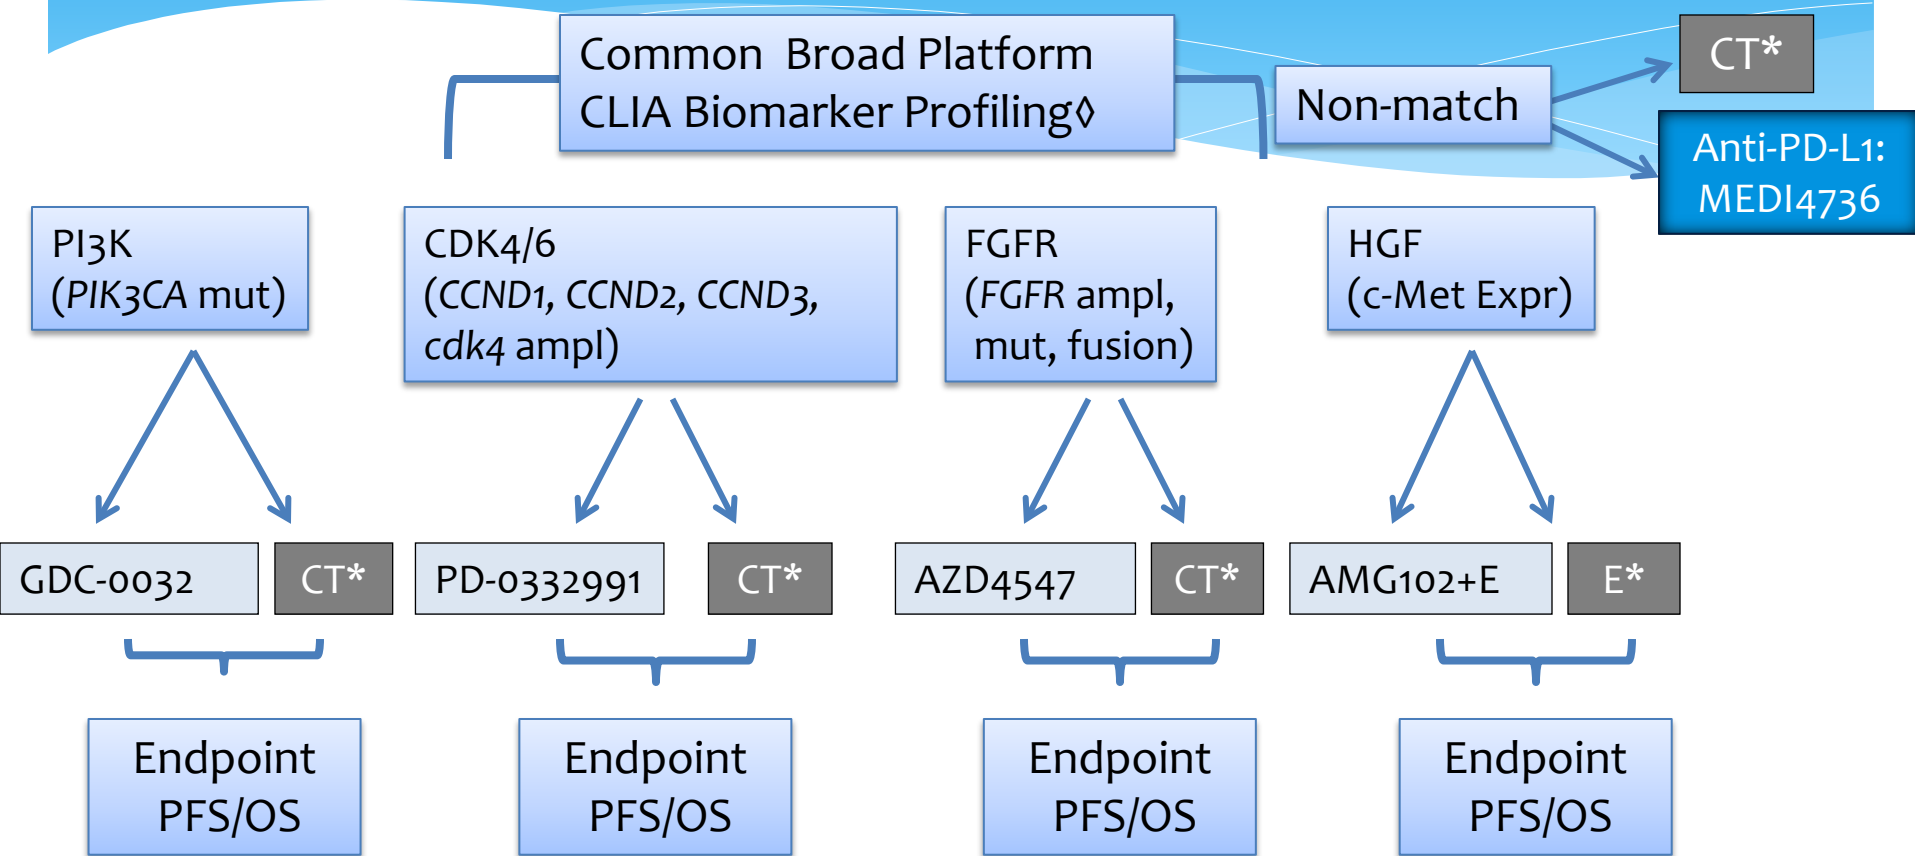 Common Broad Platform
CLIA Biomarker Profiling◊
Non-match
CT*
Anti-PD-L1:
MEDI4736
PI3K
(PIK3CA mut)
CDK4/6
(CCND1, CCND2, CCND3,
cdk4 ampl)
FGFR
(FGFR ampl,
mut, fusion)
HGF
(c-Met Expr)
GDC-0032
CT*
PD-0332991
CT*
AZD4547
CT*
AMG102+E
E*
Endpoint
PFS/OS
Endpoint
PFS/OS
Endpoint
PFS/OS
Endpoint
PFS/OS